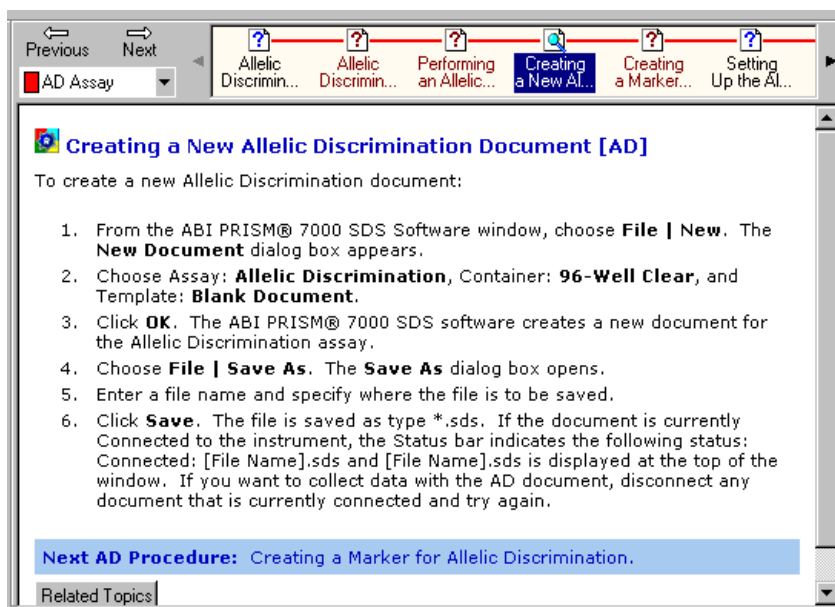 Previous
Next
AD Assay
Allelic
Discrimin...
Allelic
Discrimin...
Performing
an Allelic...
Creating
a New Al...
Creating
a Marker...
Setting
Up the Al...
Creating a New Allelic Discrimination Document [AD]
To create a new Allelic Discrimination document:
1. From the ABI PRISM® 7000 SDS Software window, choose File | New. The
New Document dialog box appears.
2. Choose Assay: Allelic Discrimination, Container: 96-Well Clear, and
Template: Blank Document.
3. Click OK. The ABI PRISM® 7000 SDS software creates a new document for
the Allelic Discrimination assay.
4. Choose File | Save As. The Save As dialog box opens.
5. Enter a file name and specify where the file is to be saved.
6. Click Save. The file is saved as type *.sds. If the document is currently
Connected to the instrument, the Status bar indicates the following status:
Connected: [File Name].sds and [File Name].sds is displayed at the top of the
window. If you want to collect data with the AD document, disconnect any
document that is currently connected and try again.
Next AD Procedure: Creating a Marker for Allelic Discrimination.
Related Topics